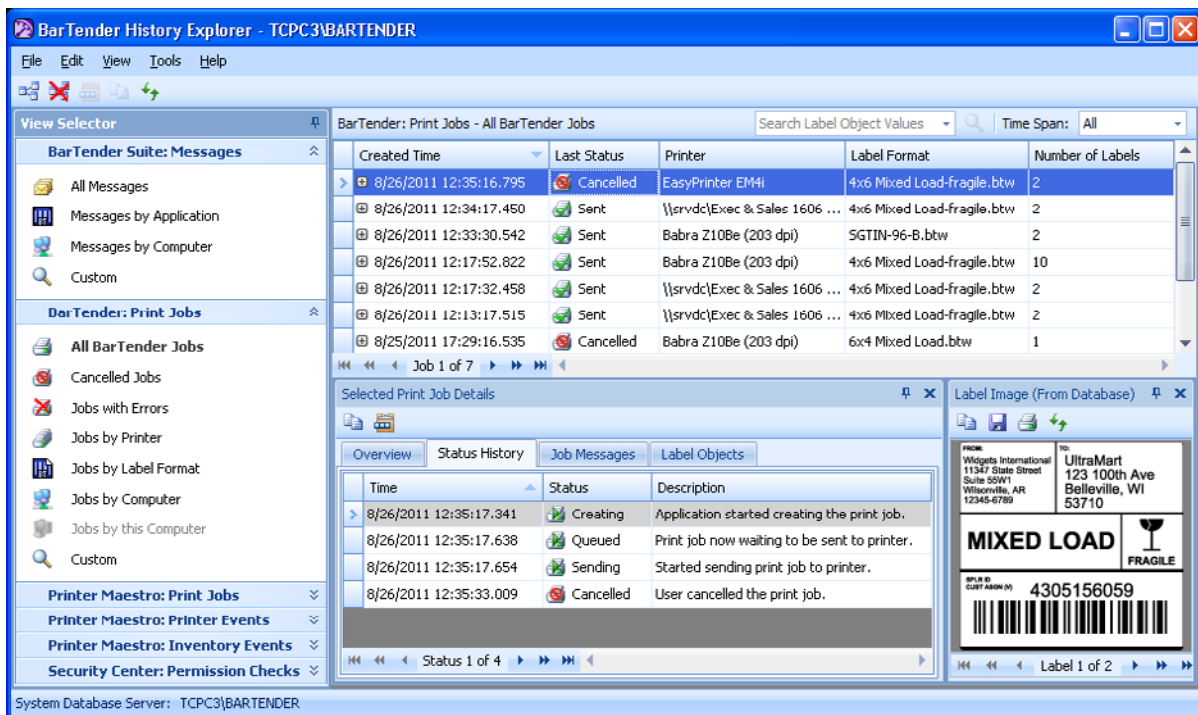 BarTender History Explorer - TCPC3\BARTENDER
File Edit View Tools Help
View Selector
BarTender Suite: Messages
All Messages
Messages by Application
Messages by Computer
Custom
BarTender: Print Jobs
All BarTender Jobs
Cancelled Jobs
Jobs with Errors
Jobs by Printer
Jobs by Label Format
Jobs by Computer
Jobs by this Computer
Custom
Printer Maestro: Print Jobs
Printer Maestro: Printer Events
Printer Maestro: Inventory Events
Security Center: Permission Checks
BarTender: Print Jobs - All BarTender Jobs Search Label Object Values Time Span: All
Created Time Last Status Printer Label Format Number of Labels
8/26/2011 12:35:16.795 Cancelled EasyPrinter EM4i 4x6 Mixed Load-fragile.btw 2
8/26/2011 12:34:17.450 Sent \\srvdc\Exec & Sales 1606 ... 4x6 Mixed Load-fragile.btw 2
8/26/2011 12:33:30.542 Sent Babra Z10Be (203 dpi) SGTIN-96-B.btw 2
8/26/2011 12:17:52.822 Sent Babra Z10Be (203 dpi) 4x6 Mixed Load-fragile.btw 10
8/26/2011 12:17:32.458 Sent \\srvdc\Exec & Sales 1606 ... 4x6 Mixed Load-fragile.btw 2
8/26/2011 12:13:17.515 Sent \\srvdc\Exec & Sales 1606 ... 4x6 Mixed Load-fragile.btw 2
8/25/2011 17:29:16.535 Cancelled Babra Z10Be (203 dpi) 6x4 Mixed Load.btw 1
Job 1 of 7
Selected Print Job Details
Overview Status History Job Messages Label Objects
Time Status Description
8/26/2011 12:35:17.341 Creating Application started creating the print job.
8/26/2011 12:35:17.638 Queued Print job now waiting to be sent to printer.
8/26/2011 12:35:17.654 Sending Started sending print job to printer.
8/26/2011 12:35:33.009 Cancelled User cancelled the print job.
Status 1 of 4
Label Image (From Database)
FROM:
Widgets International
11347 State Street
Suite 55W1
Wilsonville, AR
12345-6789
TO:
UltraMart
123 100th Ave
Belleville, WI
53710
MIXED LOAD
FRAGILE
SPLR ID
CUST ASGN (V)
4305156059
Label 1 of 2
System Database Server: TCPC3\BARTENDER